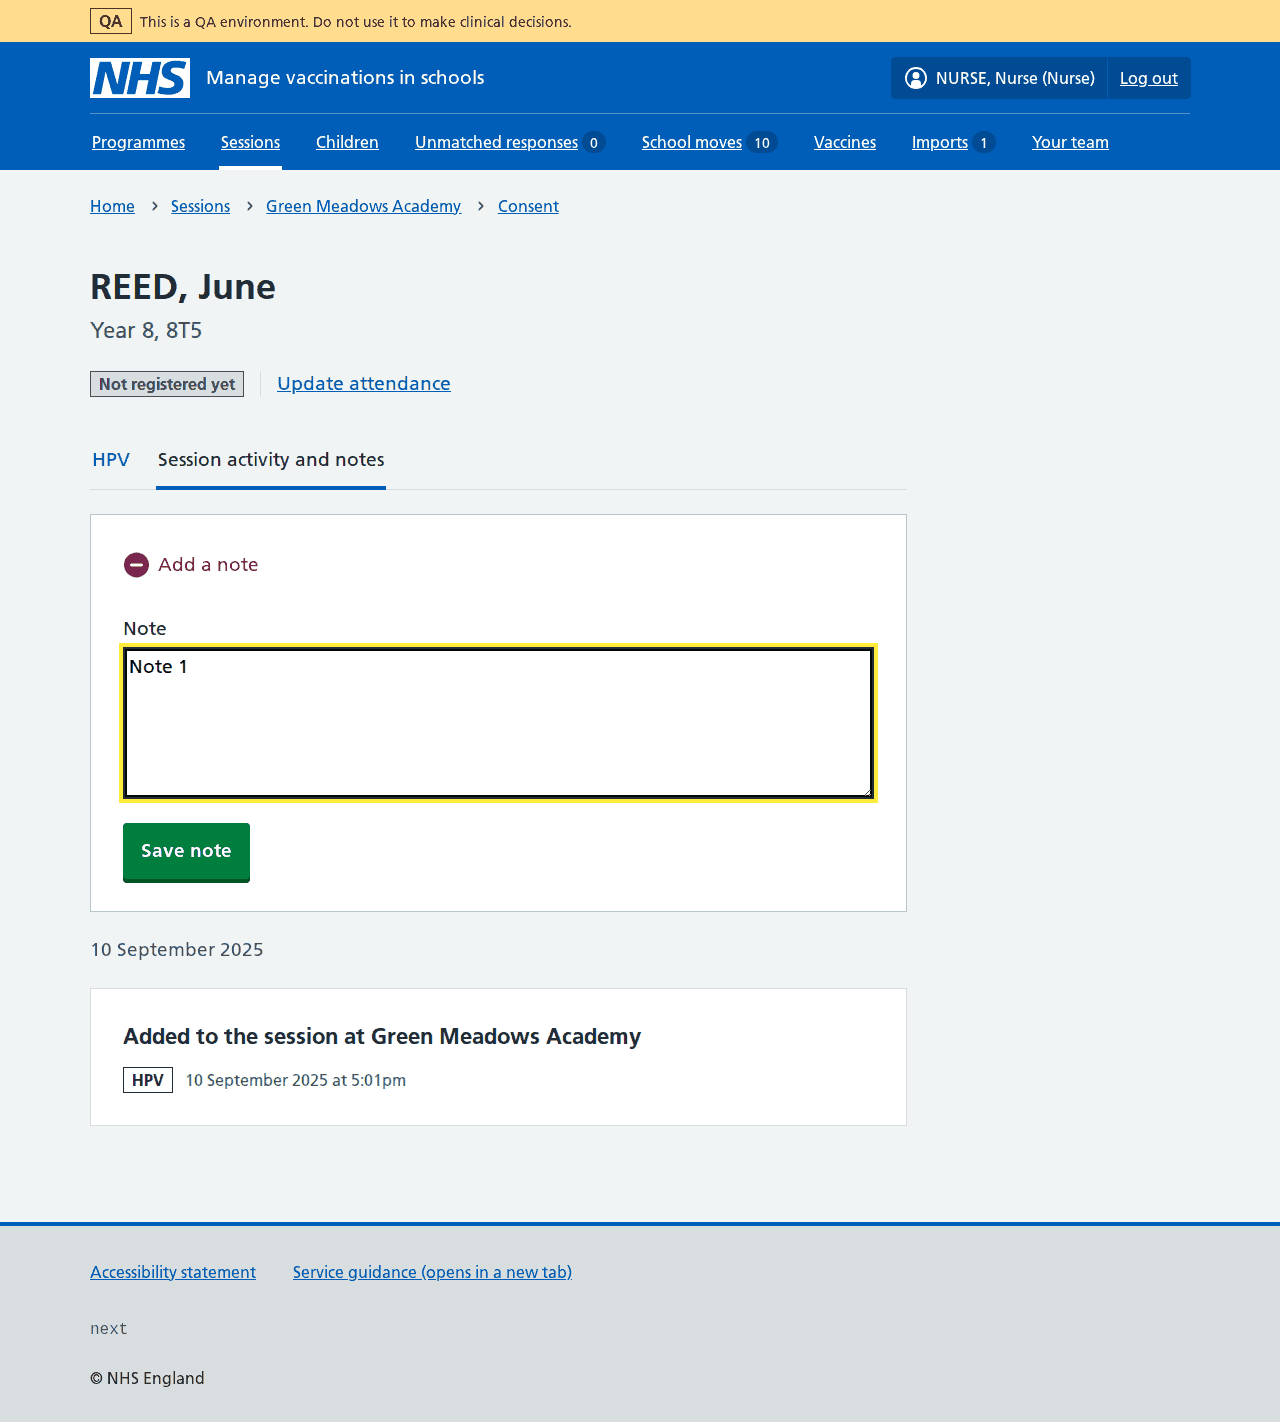 QA This is a QA environment. Do not use it to make clinical decisions.
NHS Manage vaccinations in schools NURSE, Nurse (Nurse) Log out
Programmes Sessions Children Unmatched responses 0 School moves 10 Vaccines Imports 1 Your team
Home Sessions Green Meadows Academy Consent
REED, June
Year 8, 8T5
Not registered yet Update attendance
HPV Session activity and notes
Add a note
Note
Note 1
Save note
10 September 2025
Added to the session at Green Meadows Academy
HPV 10 September 2025 at 5:01pm
Accessibility statement Service guidance (opens in a new tab)
next
© NHS England